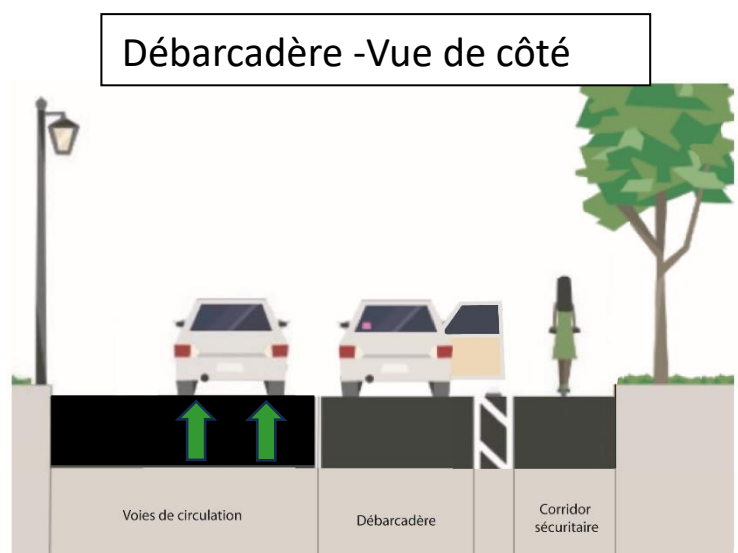 Débarcadère -Vue de côté
Voies de circulation
Débarcadère
Corridor
sécuritaire